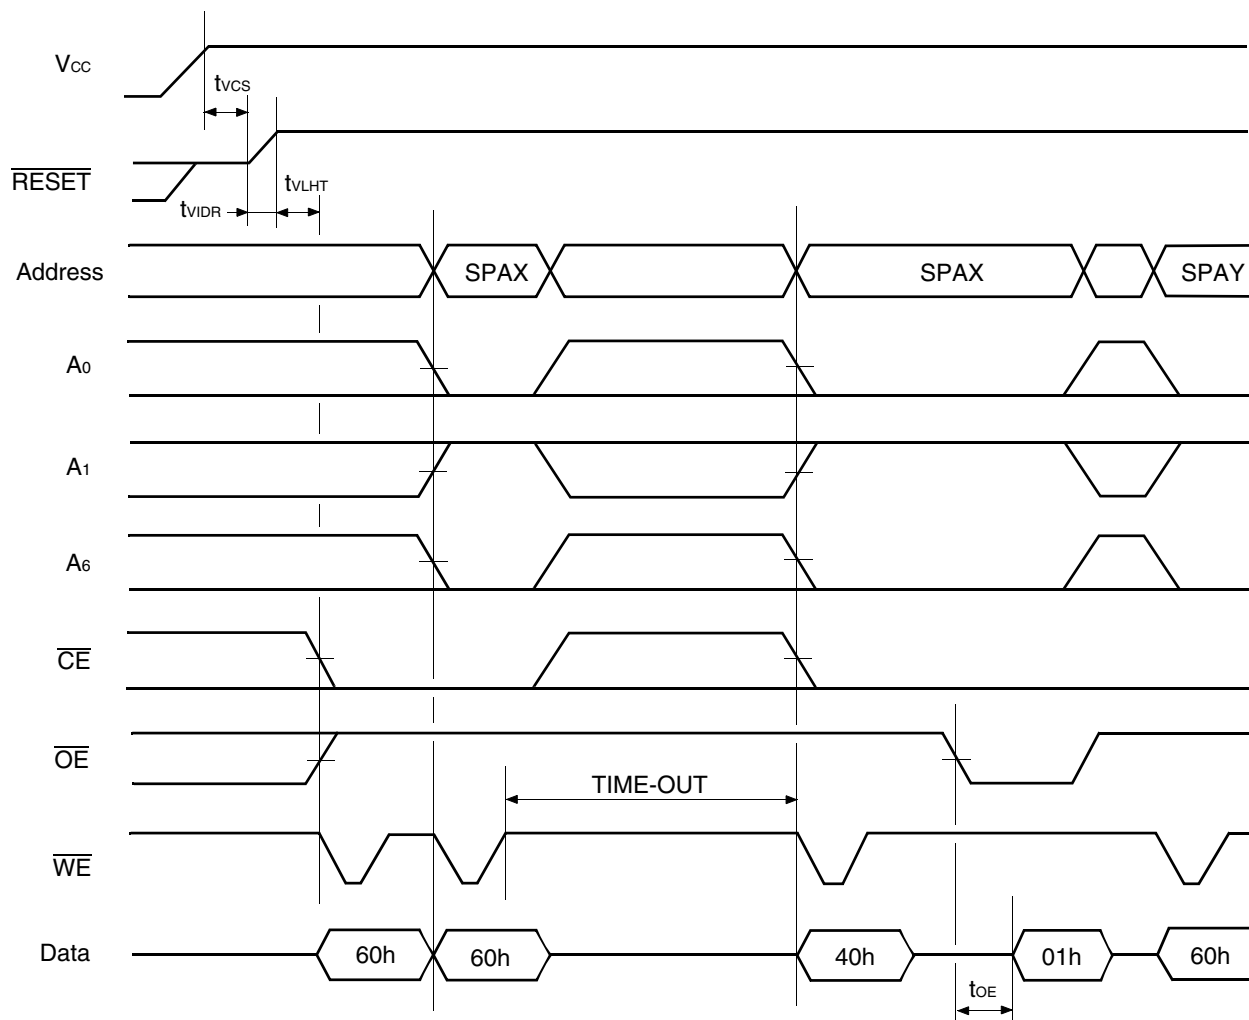 VCC
tVCS
RESET
tVLHT
tVIDR
Address SPAX SPAX SPAY
A0
A1
A6
CE
OE
TIME-OUT
WE
Data 60h 60h 40h 01h 60h
tOE